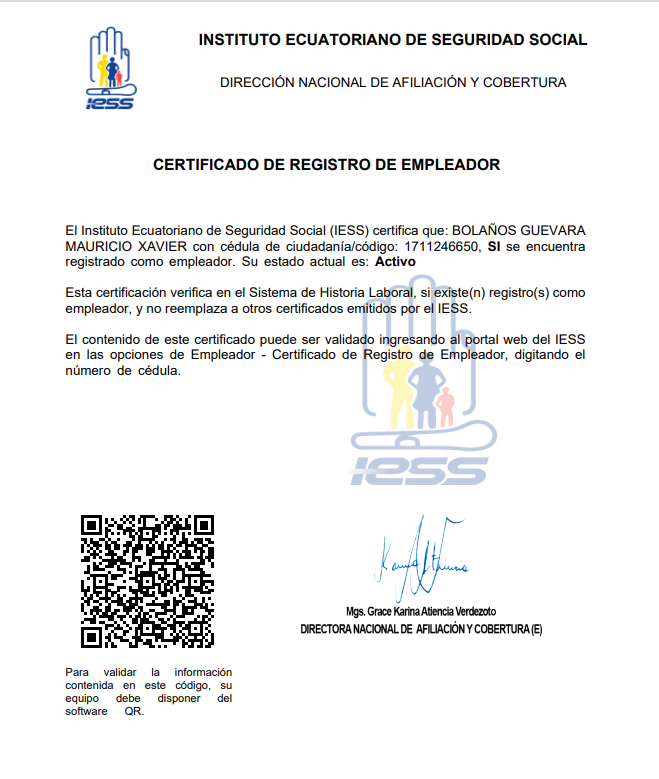 INSTITUTO ECUATORIANO DE SEGURIDAD SOCIAL
DIRECCIÓN NACIONAL DE AFILIACIÓN Y COBERTURA
IESS
CERTIFICADO DE REGISTRO DE EMPLEADOR
El Instituto Ecuatoriano de Seguridad Social (IESS) certifica que: BOLAÑOS GUEVARA
MAURICIO XAVIER con cédula de ciudadanía/código: 1711246650, SI se encuentra
registrado como empleador. Su estado actual es: Activo
Esta certificación verifica en el Sistema de Historia Laboral, si existe(n) registro(s) como
empleador, y no reemplaza a otros certificados emitidos por el IESS.
El contenido de este certificado puede ser validado ingresando al portal web del IESS
en las opciones de Empleador - Certificado de Registro de Empleador, digitando el
número de cédula.
IESS
Mgs. Grace Karina Atiencia Verdezoto
DIRECTORA NACIONAL DE AFILIACIÓN Y COBERTURA (E)
Para validar la información
contenida en este código, su
equipo debe disponer del
software QR.